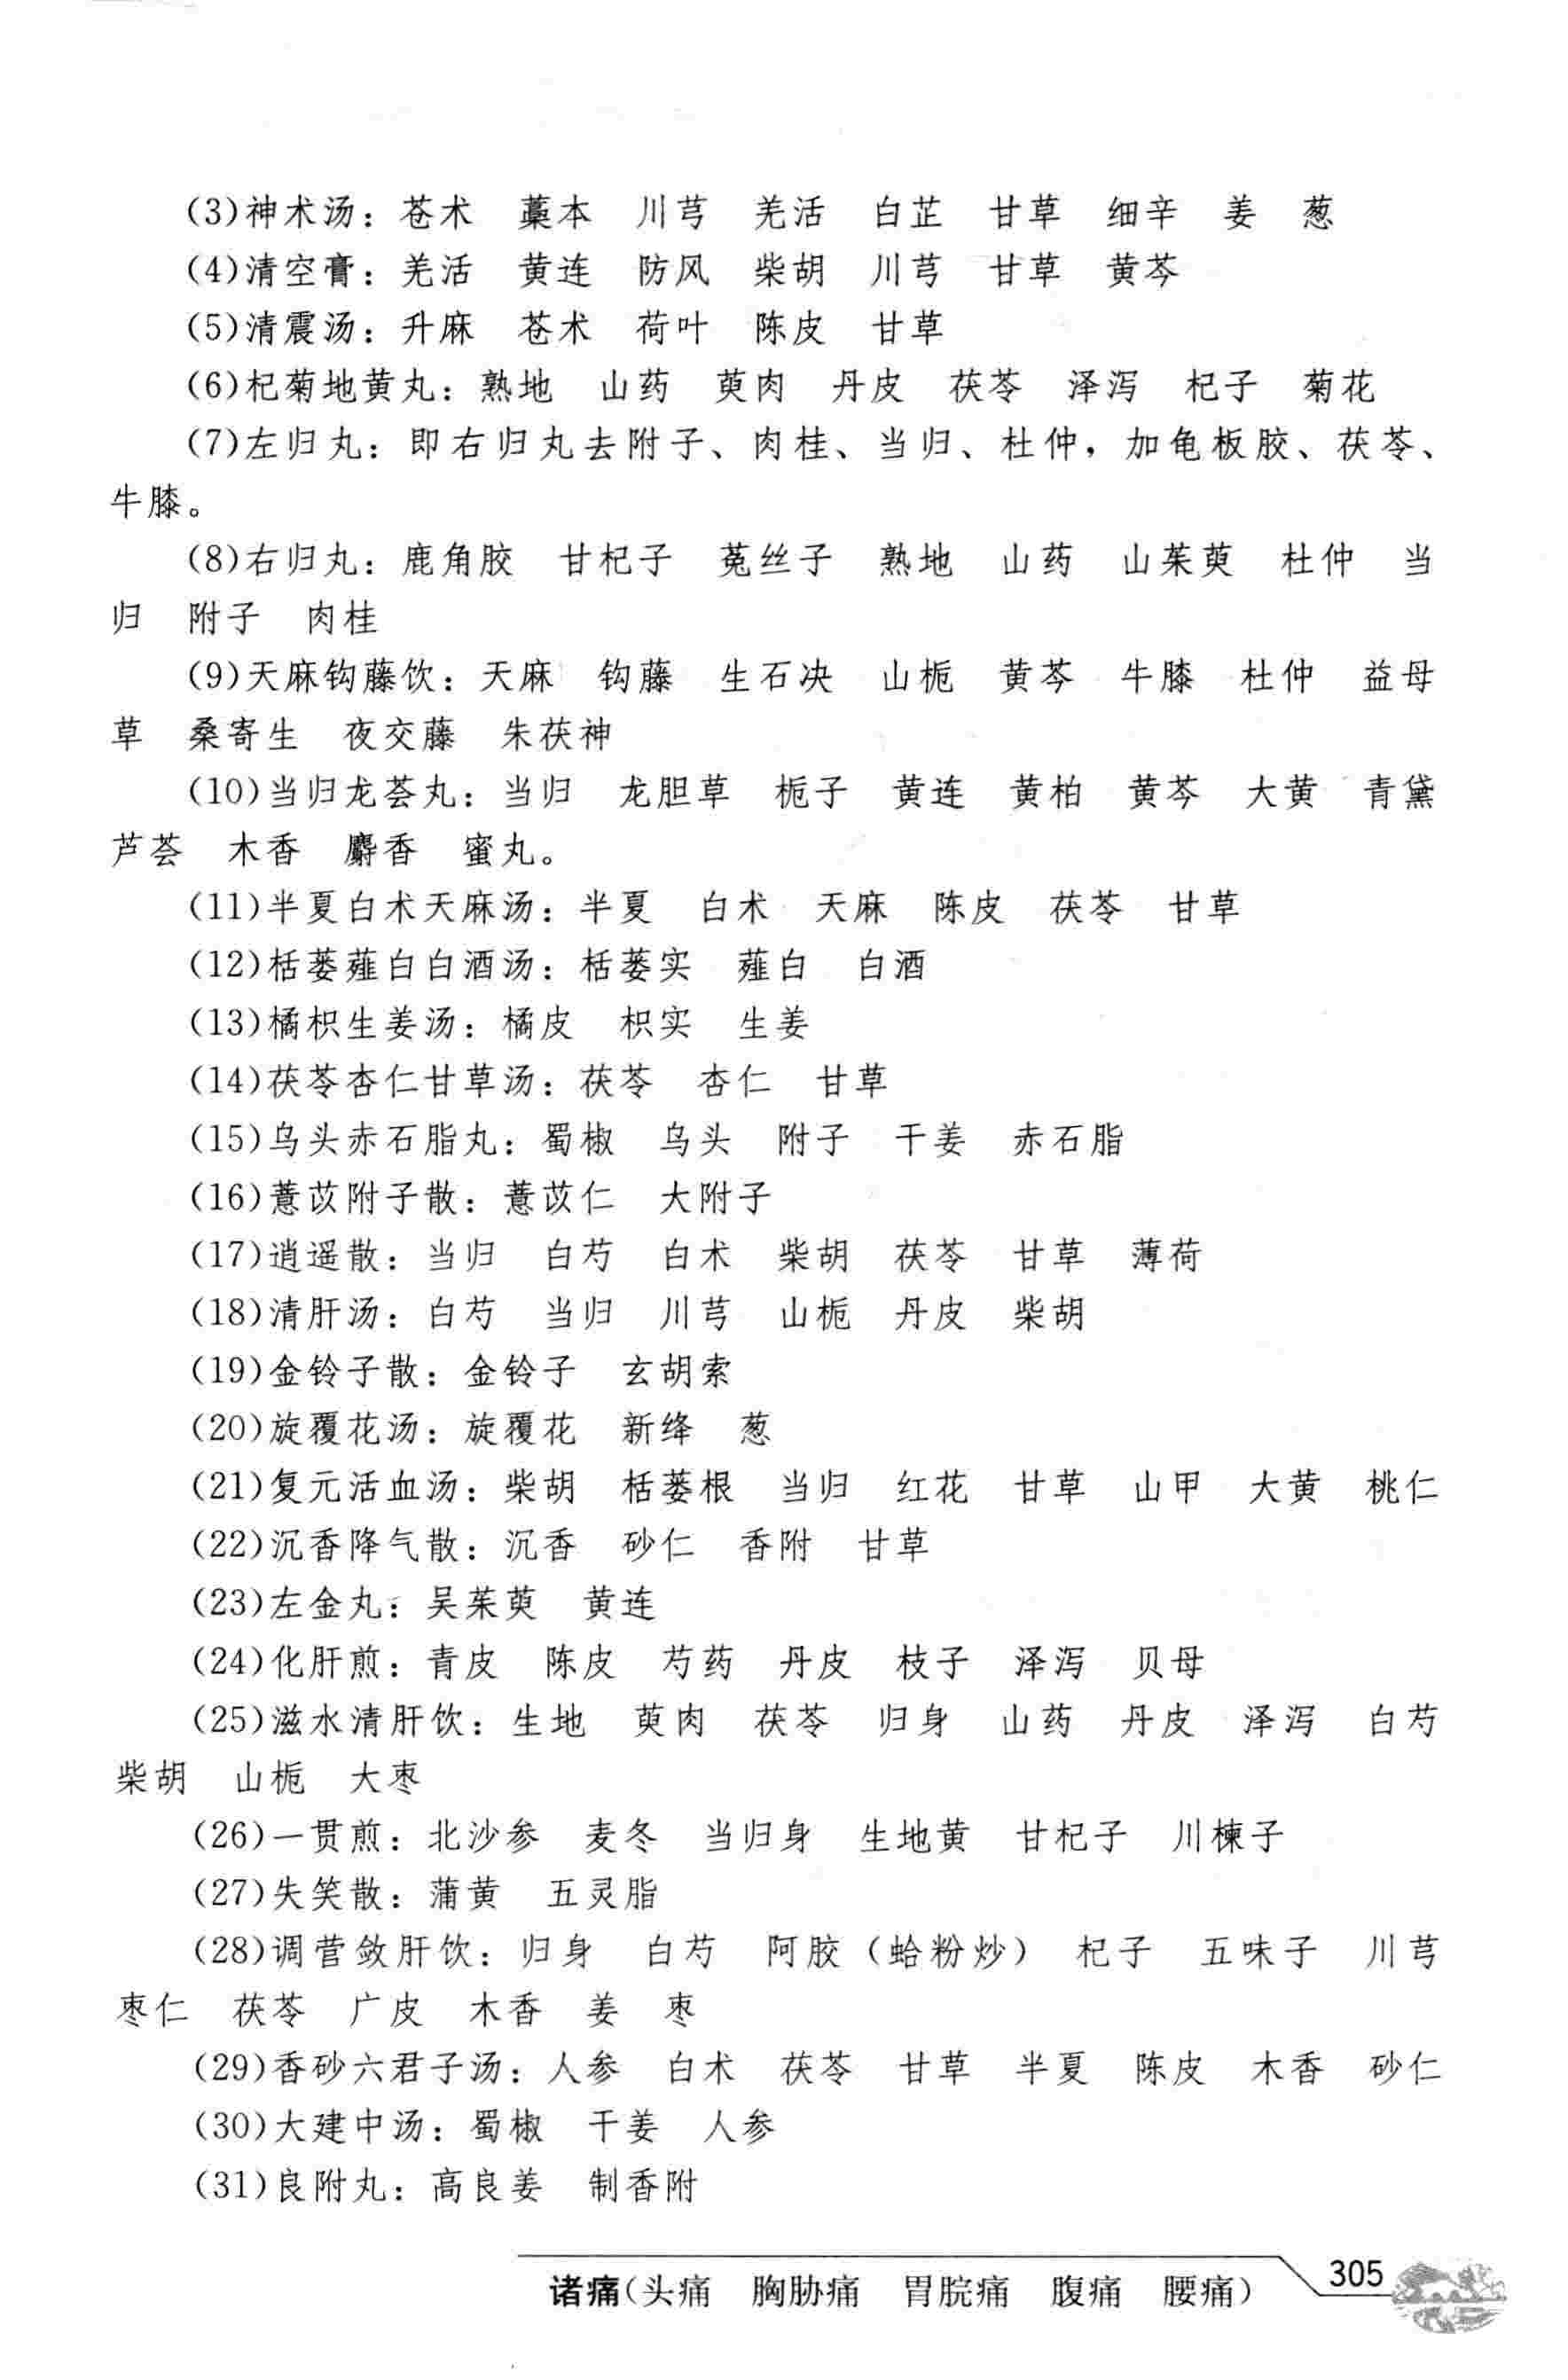 (3)神术汤：苍术　藁本　川芎　羌活　白芷　甘草　细辛　姜　葱
(4)清空膏：羌活　黄连　防风　柴胡　川芎　甘草　黄芩
(5)清震汤：升麻　苍术　荷叶　陈皮　甘草
(6)杞菊地黄丸：熟地　山药　萸肉　丹皮　茯苓　泽泻　杞子　菊花
(7)左归丸：即右归丸去附子、肉桂、当归、杜仲，加龟板胶、茯苓、
牛膝。
(8)右归丸：鹿角胶　甘杞子　菟丝子　熟地　山药　山茱萸　杜仲　当
归　附子　肉桂
(9)天麻钩藤饮：天麻　钩藤　生石决　山栀　黄芩　牛膝　杜仲　益母
草　桑寄生　夜交藤　朱茯神
(10)当归龙荟丸：当归　龙胆草　栀子　黄连　黄柏　黄芩　大黄　青黛
芦荟　木香　麝香　蜜丸。
(11)半夏白术天麻汤：半夏　白术　天麻　陈皮　茯苓　甘草
(12)栝蒌薤白白酒汤：栝蒌实　薤白　白酒
(13)橘枳生姜汤：橘皮　枳实　生姜
(14)茯苓杏仁甘草汤：茯苓　杏仁　甘草
(15)乌头赤石脂丸：蜀椒　乌头　附子　干姜　赤石脂
(16)薏苡附子散：薏苡仁　大附子
(17)逍遥散：当归　白芍　白术　柴胡　茯苓　甘草　薄荷
(18)清肝汤：白芍　当归　川芎　山栀　丹皮　柴胡
(19)金铃子散：金铃子　玄胡索
(20)旋覆花汤：旋覆花　新绛　葱
(21)复元活血汤：柴胡　栝蒌根　当归　红花　甘草　山甲　大黄　桃仁
(22)沉香降气散：沉香　砂仁　香附　甘草
(23)左金丸：吴茱萸　黄连
(24)化肝煎：青皮　陈皮　芍药　丹皮　枝子　泽泻　贝母
(25)滋水清肝饮：生地　萸肉　茯苓　归身　山药　丹皮　泽泻　白芍
柴胡　山栀　大枣
(26)一贯煎：北沙参　麦冬　当归身　生地黄　甘杞子　川楝子
(27)失笑散：蒲黄　五灵脂
(28)调营敛肝饮：归身　白芍　阿胶（蛤粉炒）　杞子　五味子　川芎
枣仁　茯苓　广皮　木香　姜　枣
(29)香砂六君子汤：人参　白术　茯苓　甘草　半夏　陈皮　木香　砂仁
(30)大建中汤：蜀椒　干姜　人参
(31)良附丸：高良姜　制香附
诸痛(头痛　胸胁痛　胃脘痛　腹痛　腰痛)　305